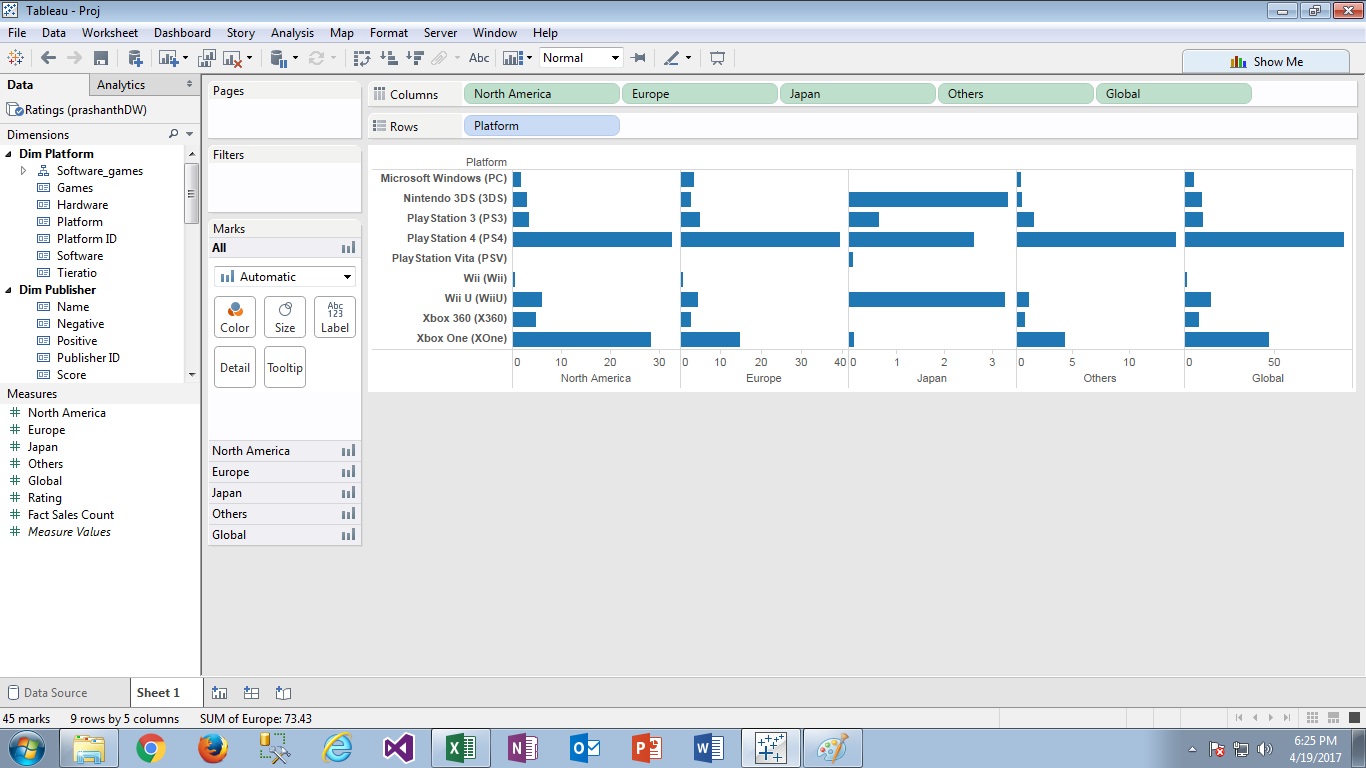 Tableau - Proj
File Data Worksheet Dashboard Story Analysis Map Format Server Window Help
Abc Normal Show Me
Data Analytics
Ratings (prashanthDW)
Dimensions
Dim Platform
Software_games
Games
Hardware
Platform
Platform ID
Software
Tieratio
Dim Publisher
Name
Negative
Positive
Publisher ID
Score
Measures
North America
Europe
Japan
Others
Global
Rating
Fact Sales Count
Measure Values
Pages
Filters
Marks
All
Automatic
Color Size Abc 123 Label
Detail Tooltip
North America
Europe
Japan
Others
Global
Columns North America Europe Japan Others Global
Rows Platform
Platform
Microsoft Windows (PC)
Nintendo 3DS (3DS)
PlayStation 3 (PS3)
PlayStation 4 (PS4)
PlayStation Vita (PSV)
Wii (Wii)
Wii U (WiiU)
Xbox 360 (X360)
Xbox One (XOne)
0 10 20 30 0 10 20 30 40 0 1 2 3 0 5 10 0 50
North America Europe Japan Others Global
Data Source Sheet 1
45 marks 9 rows by 5 columns SUM of Europe: 73.43
6:25 PM
4/19/2017